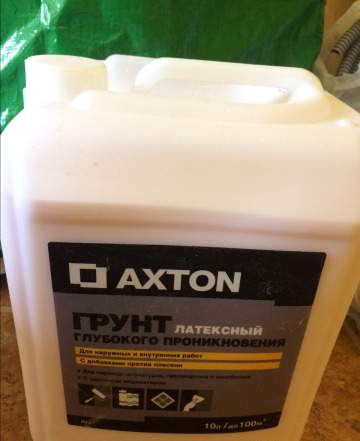 AXTON
ГРУНТ ЛАТЕКСНЫЙ
ГЛУБОКОГО ПРОНИКНОВЕНИЯ
Для наружных и внутренних работ
С добавками против плесени
10л / до 100м²